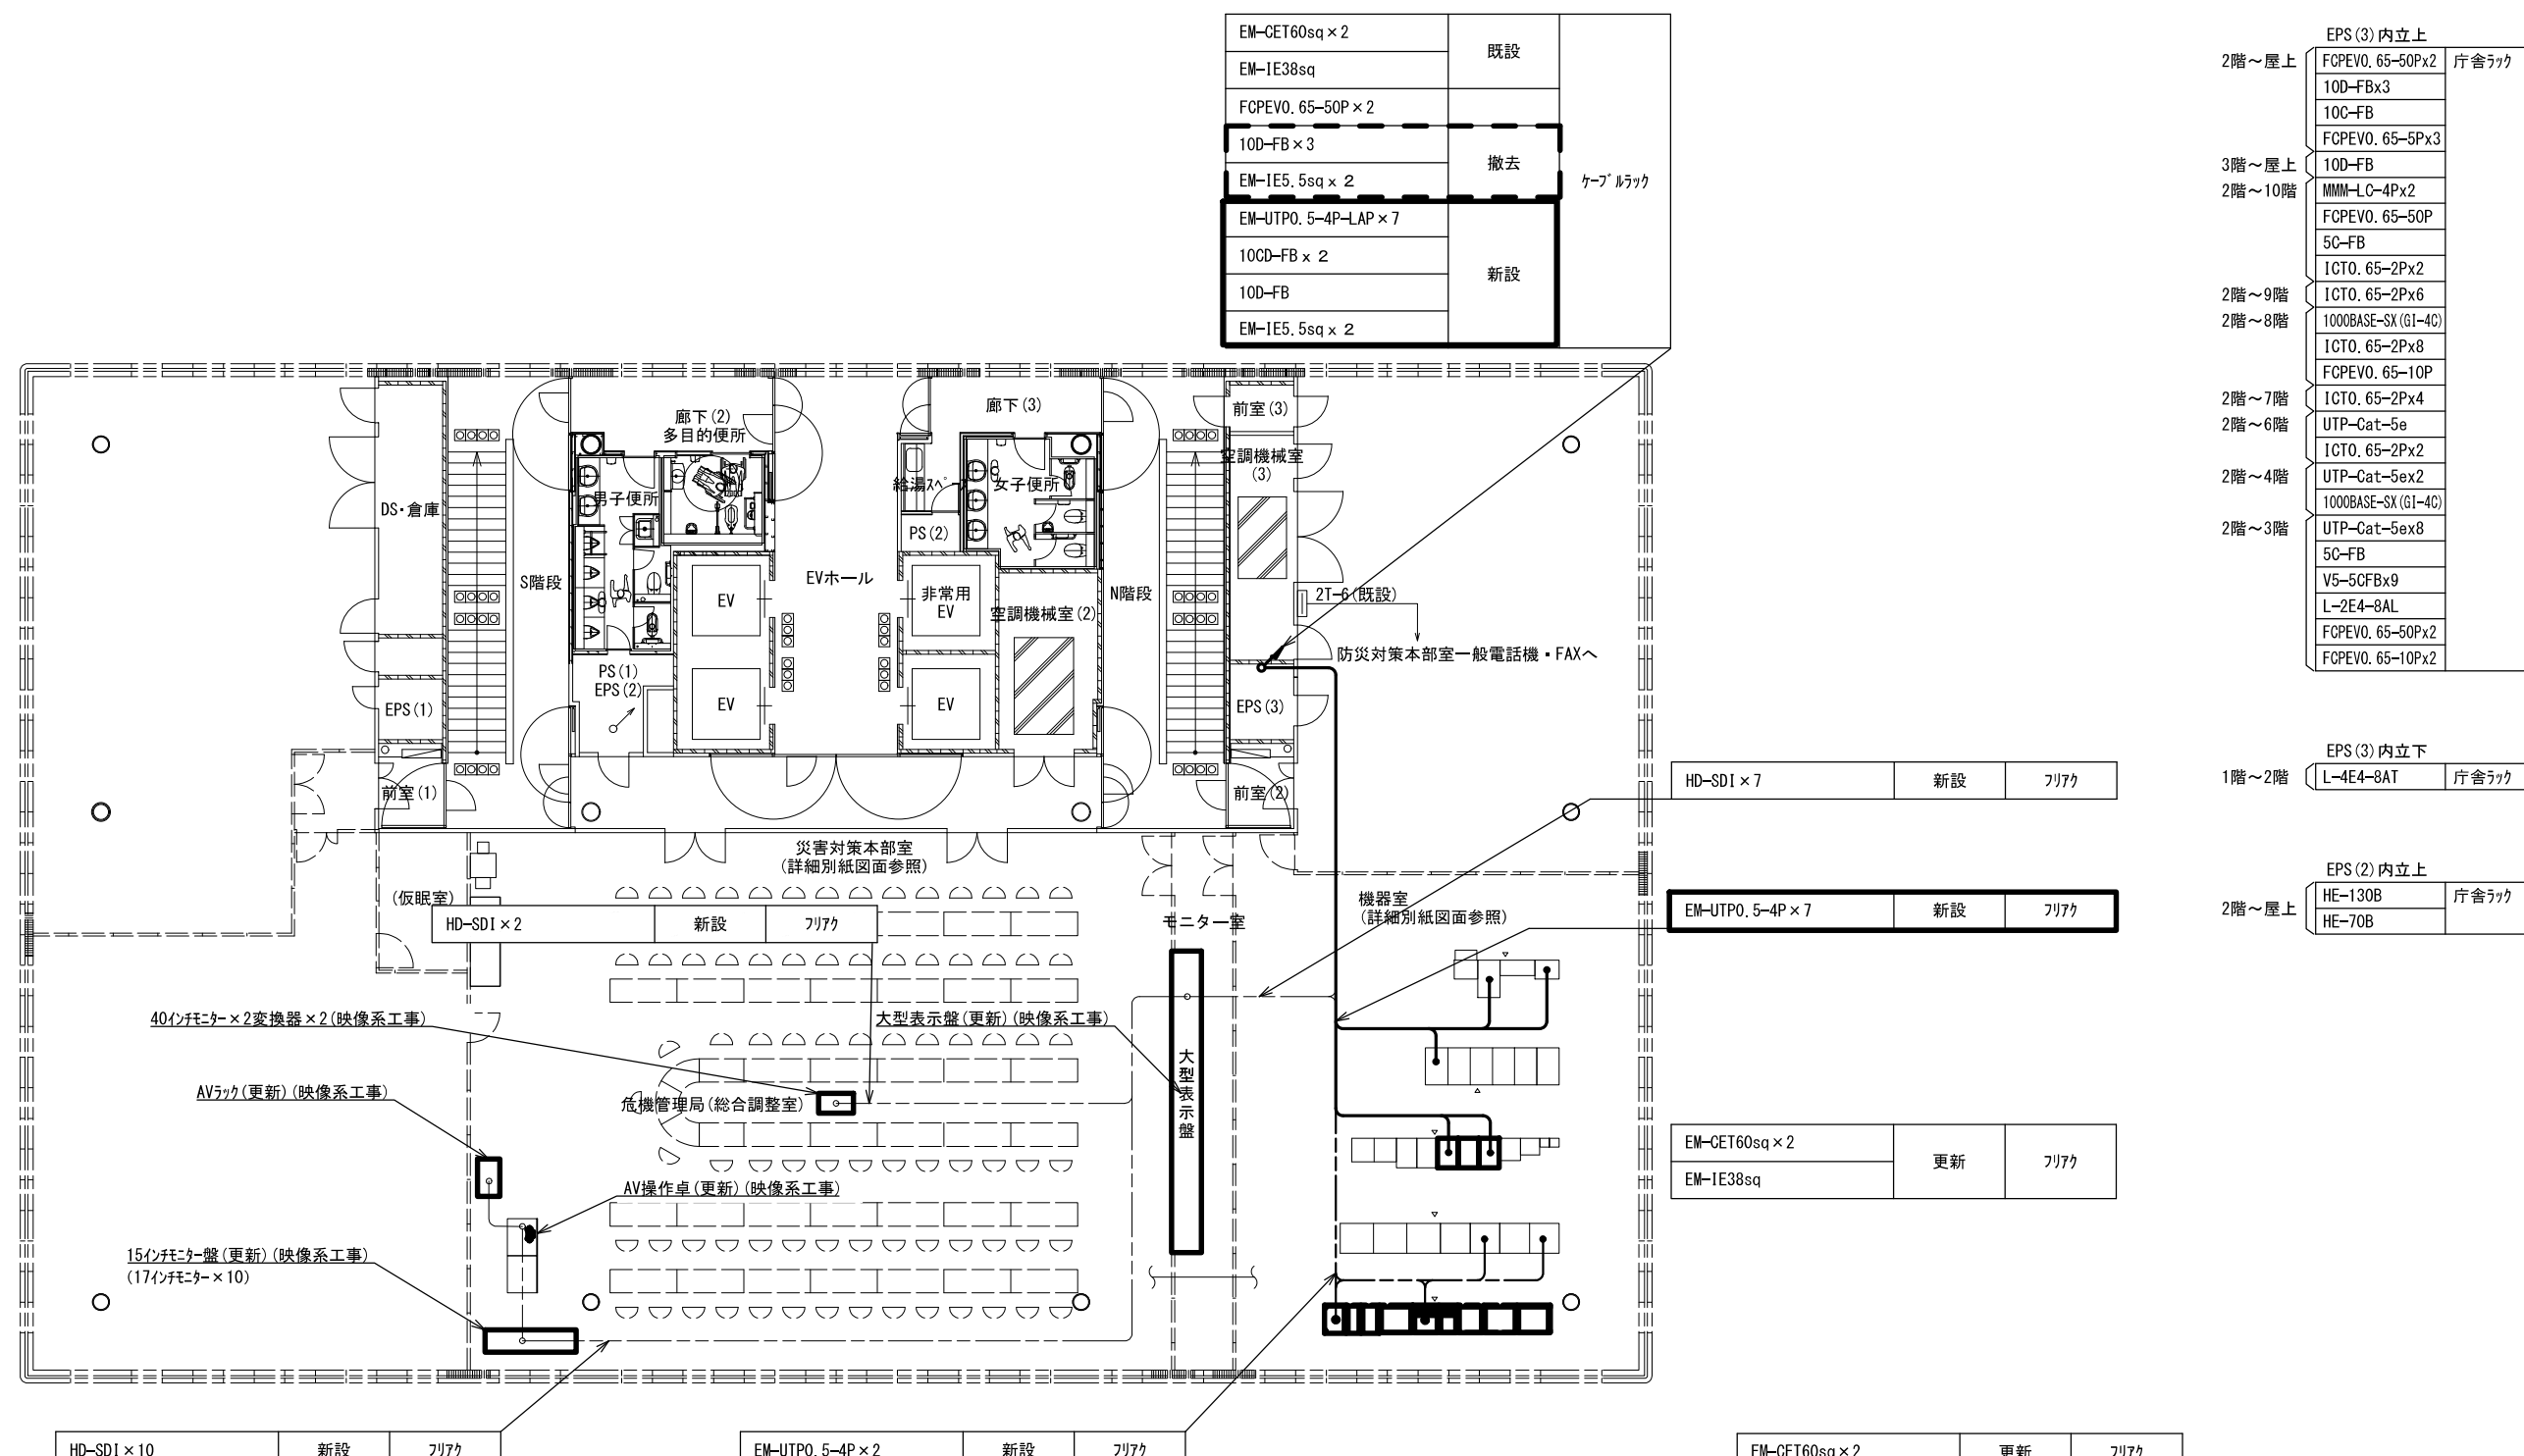 EM-CET60sq×2
既設
EM-IE38sq
FCPEV0.65-50P×2
10D-FB×3
撤去
EM-IE5.5sq x 2
ケーブルラック
EM-UTP0.5-4P-LAP×7
10CD-FB x 2
新設
10D-FB
EM-IE5.5sq x 2
EPS(3)内立上
2階～屋上 FCPEV0.65-50Px2 庁舎ラック
10D-FBx3
10C-FB
FCPEV0.65-5Px3
3階～屋上 10D-FB
2階～10階 MMM-LC-4Px2
FCPEV0.65-50P
5C-FB
ICT0.65-2Px2
2階～9階 ICT0.65-2Px6
2階～8階 1000BASE-SX(GI-4C)
ICT0.65-2Px8
FCPEV0.65-10P
2階～7階 ICT0.65-2Px4
2階～6階 UTP-Cat-5e
ICT0.65-2Px2
2階～4階 UTP-Cat-5ex2
1000BASE-SX(GI-4C)
2階～3階 UTP-Cat-5ex8
5C-FB
V5-5CFBx9
L-2E4-8AL
FCPEV0.65-50Px2
FCPEV0.65-10Px2
EPS(3)内立下
1階～2階 L-4E4-8AT 庁舎ラック
EPS(2)内立上
2階～屋上 HE-130B 庁舎ラック
HE-70B
廊下(2)
多目的便所
廊下(3)
前室(3)
空調機械室
(3)
DS・倉庫
男子便所
給湯スペース
女子便所
PS(2)
S階段
EVホール
EV
非常用
EV
N階段
空調機械室(2)
2T-6(既設)
防災対策本部室一般電話機・FAXへ
PS(1)
EPS(2)
EPS(1)
EV
EV
EPS(3)
前室(1)
前室(2)
HD-SDI×7 新設 フリアク
災害対策本部室
(詳細別紙図面参照)
(仮眠室)
HD-SDI×2 新設 フリアク
モニター室
機器室
(詳細別紙図面参照)
EM-UTP0.5-4P×7 新設 フリアク
40インチモニター×2変換器×2(映像系工事)
大型表示盤(更新)(映像系工事)
大型表示盤
AVラック(更新)(映像系工事)
危機管理局(総合調整室)
EM-CET60sq×2
更新 フリアク
EM-IE38sq
AV操作卓(更新)(映像系工事)
15インチモニター盤(更新)(映像系工事)
(17インチモニター×10)
HD-SDI×10 新設 フリアク
EM-UTP0.5-4P×2 新設 フリアク
EM-CET60sq×2 更新 フリアク